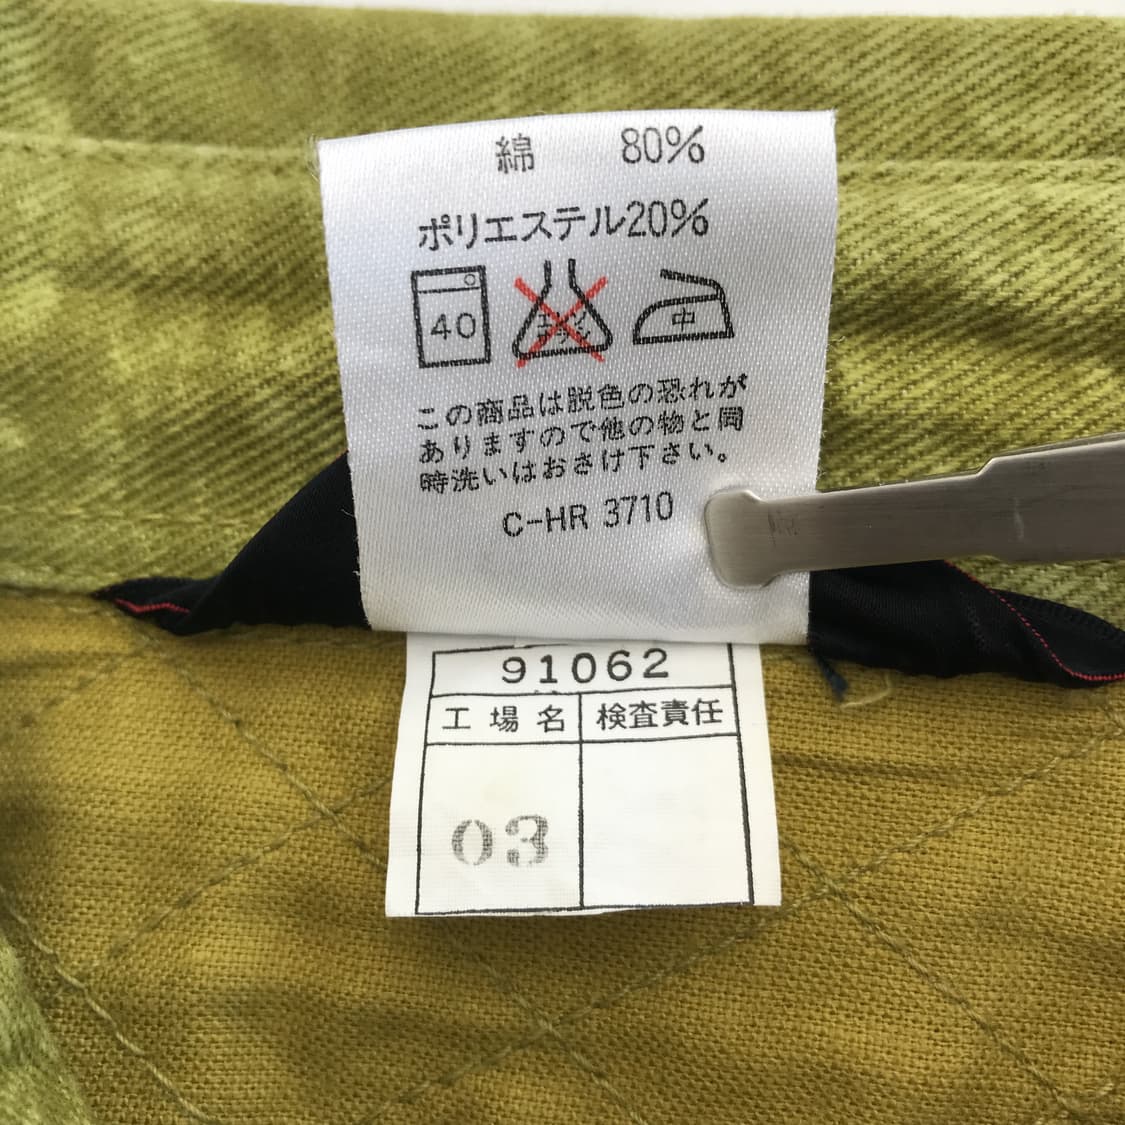 綿 80%
ポリエステル20%
40
中
この商品は脱色の恐れが
ありますので他の物と同
時洗いはおさけ下さい。
C-HR 3710
91062
工場名 検査責任
03